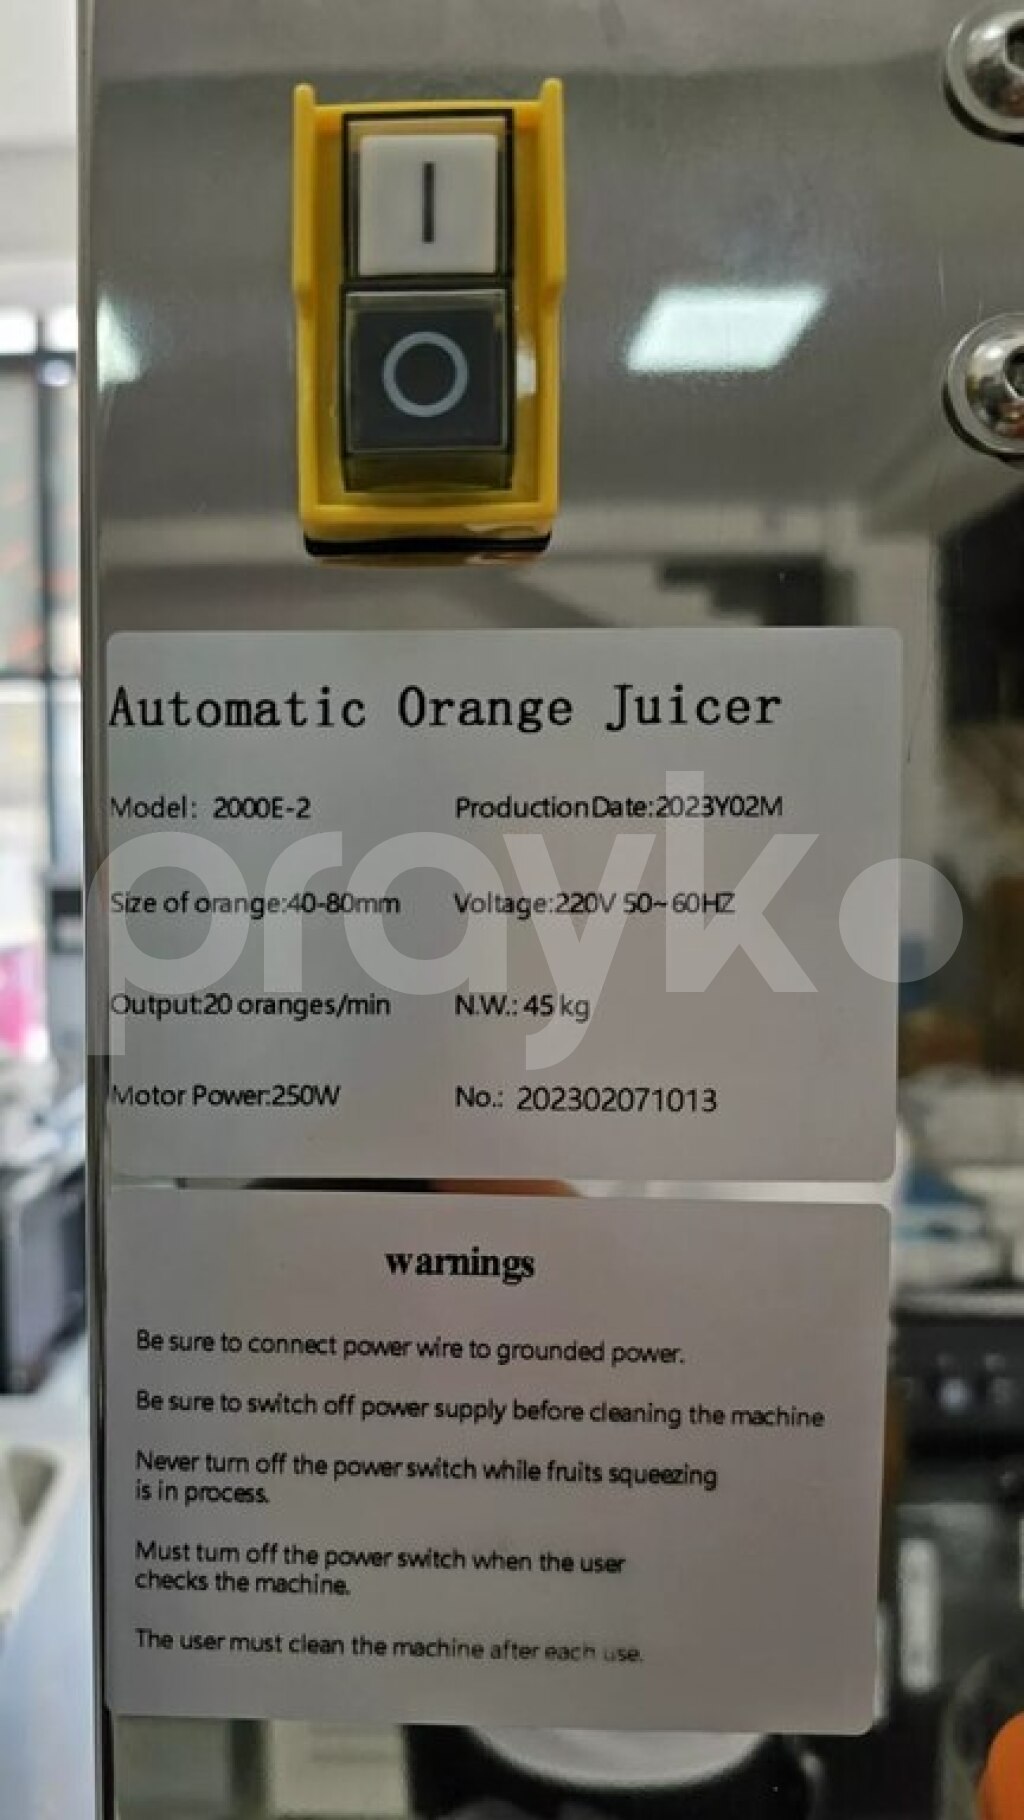 I
O
Automatic Orange Juicer
Model: 2000E-2 Production Date:2023Y02M
Size of orange:40-80mm Voltage:220V 50~60HZ
Output:20 oranges/min N.W.: 45 kg
Motor Power:250W No.: 202302071013
prayko
warnings
Be sure to connect power wire to grounded power.
Be sure to switch off power supply before cleaning the machine
Never turn off the power switch while fruits squeezing
is in process.
Must turn off the power switch when the user
checks the machine.
The user must clean the machine after each use.